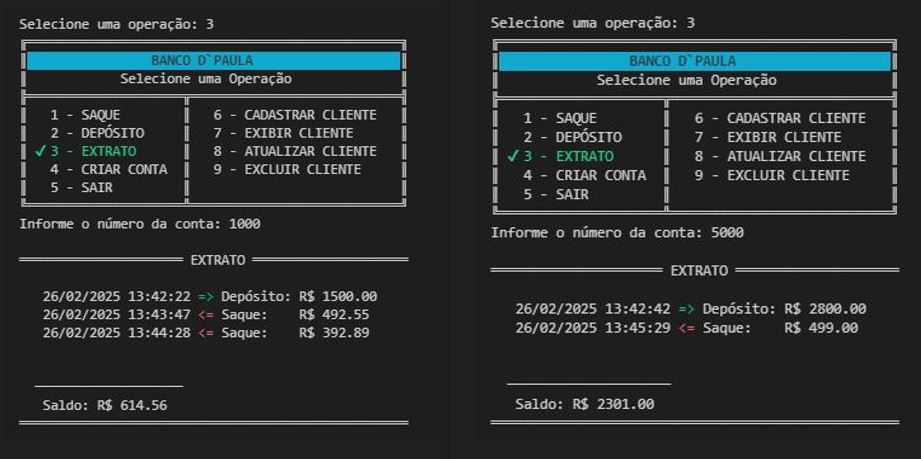 Selecione uma operação: 3
BANCO D`PAULA
Selecione uma Operação
1 - SAQUE 6 - CADASTRAR CLIENTE
2 - DEPÓSITO 7 - EXIBIR CLIENTE
✓ 3 - EXTRATO 8 - ATUALIZAR CLIENTE
4 - CRIAR CONTA 9 - EXCLUIR CLIENTE
5 - SAIR
Informe o número da conta: 1000
EXTRATO
26/02/2025 13:42:22 => Depósito: R$ 1500.00
26/02/2025 13:43:47 <= Saque: R$ 492.55
26/02/2025 13:44:28 <= Saque: R$ 392.89
Saldo: R$ 614.56
Selecione uma operação: 3
BANCO D`PAULA
Selecione uma Operação
1 - SAQUE 6 - CADASTRAR CLIENTE
2 - DEPÓSITO 7 - EXIBIR CLIENTE
✓ 3 - EXTRATO 8 - ATUALIZAR CLIENTE
4 - CRIAR CONTA 9 - EXCLUIR CLIENTE
5 - SAIR
Informe o número da conta: 5000
EXTRATO
26/02/2025 13:42:42 => Depósito: R$ 2800.00
26/02/2025 13:45:29 <= Saque: R$ 499.00
Saldo: R$ 2301.00